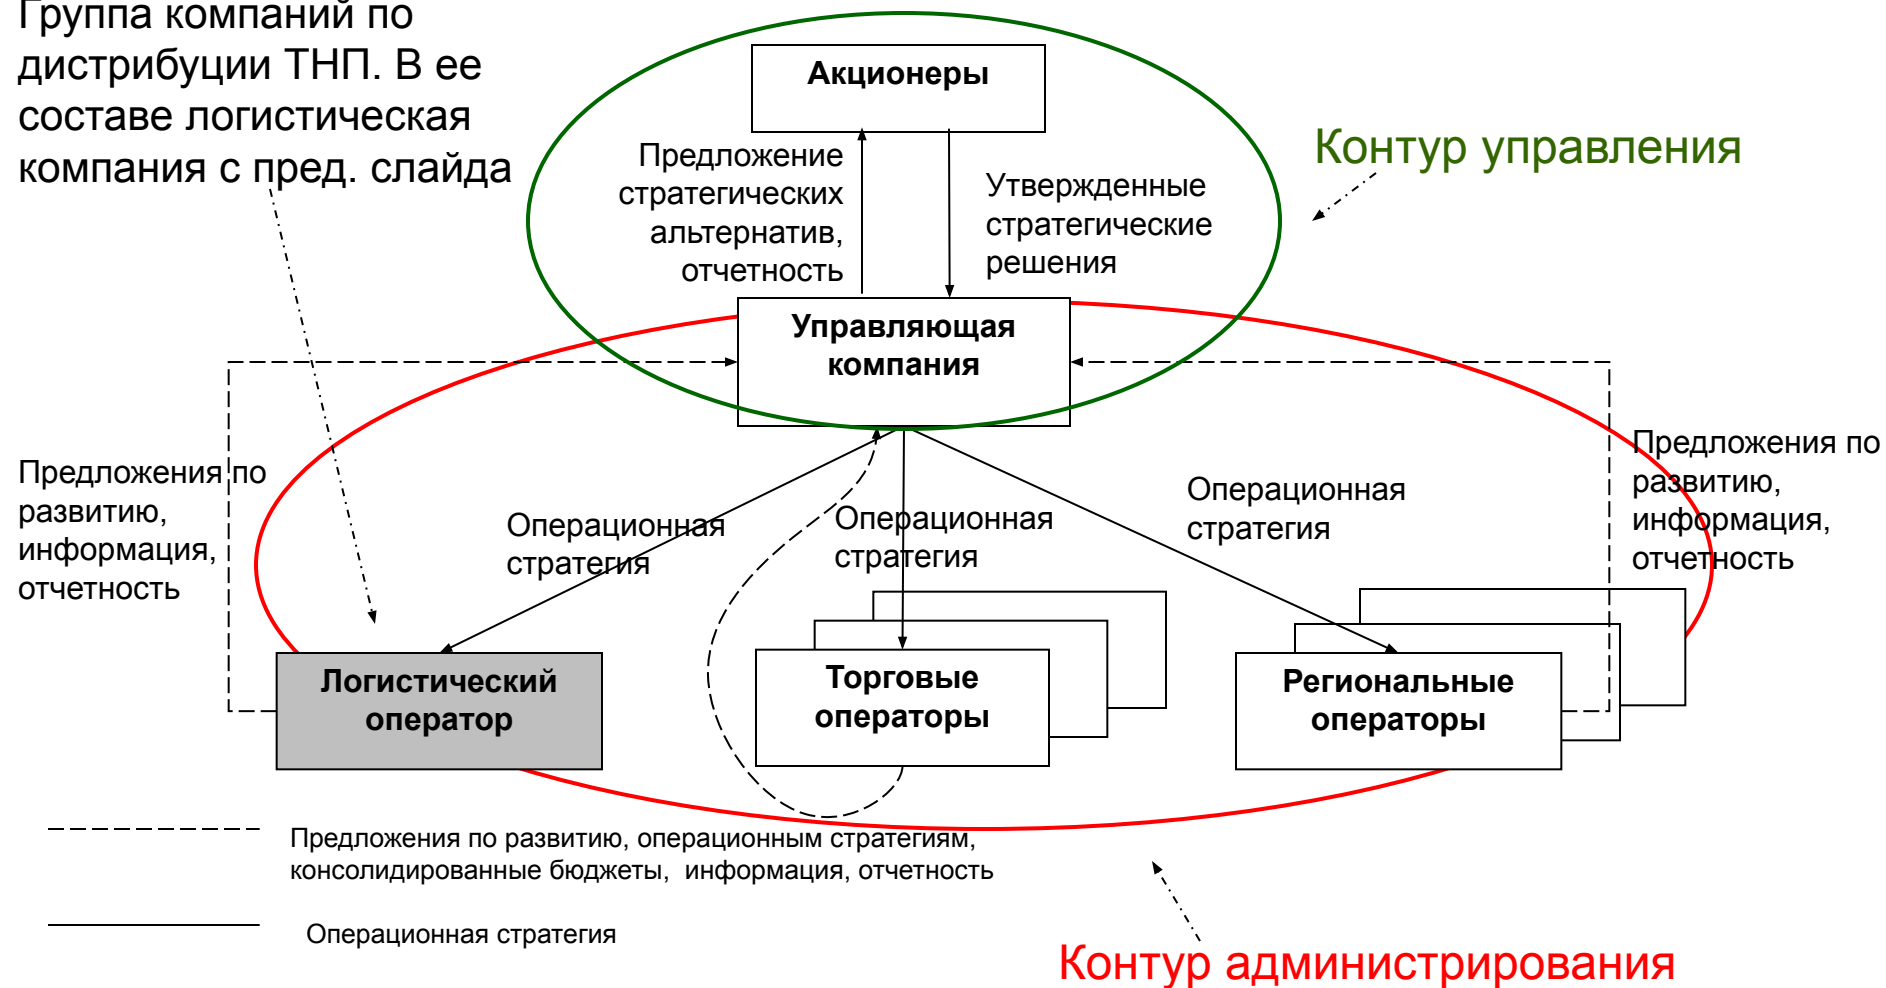 Группа компаний по
дистрибуции ТНП. В ее
составе логистическая
компания с пред. слайда
Акционеры
Контур управления
Предложение
стратегических
альтернатив,
отчетность
Утвержденные
стратегические
решения
Управляющая
компания
Предложения по
развитию,
информация,
отчетность
Операционная
стратегия
Операционная
стратегия
Операционная
стратегия
Предложения по
развитию,
информация,
отчетность
Логистический
оператор
Торговые
операторы
Региональные
операторы
Предложения по развитию, операционным стратегиям,
консолидированные бюджеты, информация, отчетность
Операционная стратегия
Контур администрирования